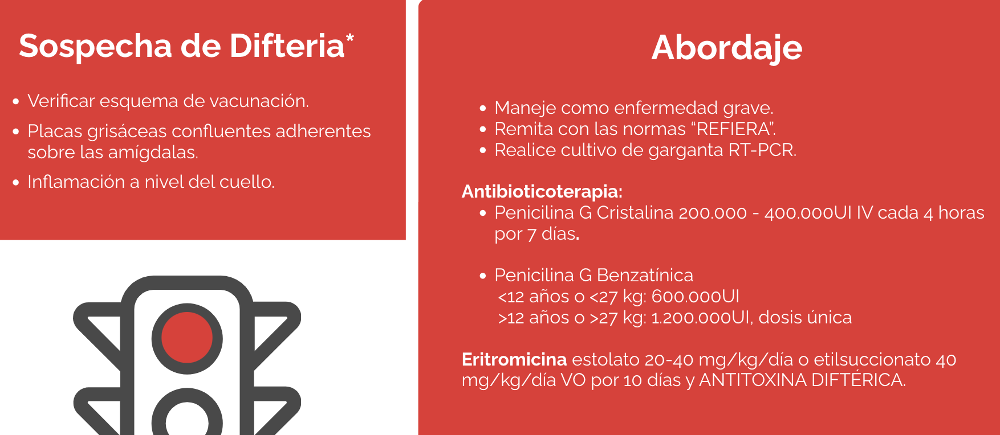 Sospecha de Difteria*
• Verificar esquema de vacunación.
• Placas grisáceas confluentes adherentes
sobre las amígdalas.
• Inflamación a nivel del cuello.
Abordaje
• Maneje como enfermedad grave.
• Remita con las normas “REFIERA”.
• Realice cultivo de garganta RT-PCR.
Antibioticoterapia:
• Penicilina G Cristalina 200.000 - 400.000UI IV cada 4 horas
por 7 días.
• Penicilina G Benzatínica
<12 años o <27 kg: 600.000UI
>12 años o >27 kg: 1.200.000UI, dosis única
Eritromicina estolato 20-40 mg/kg/día o etilsuccionato 40
mg/kg/día VO por 10 días y ANTITOXINA DIFTÉRICA.